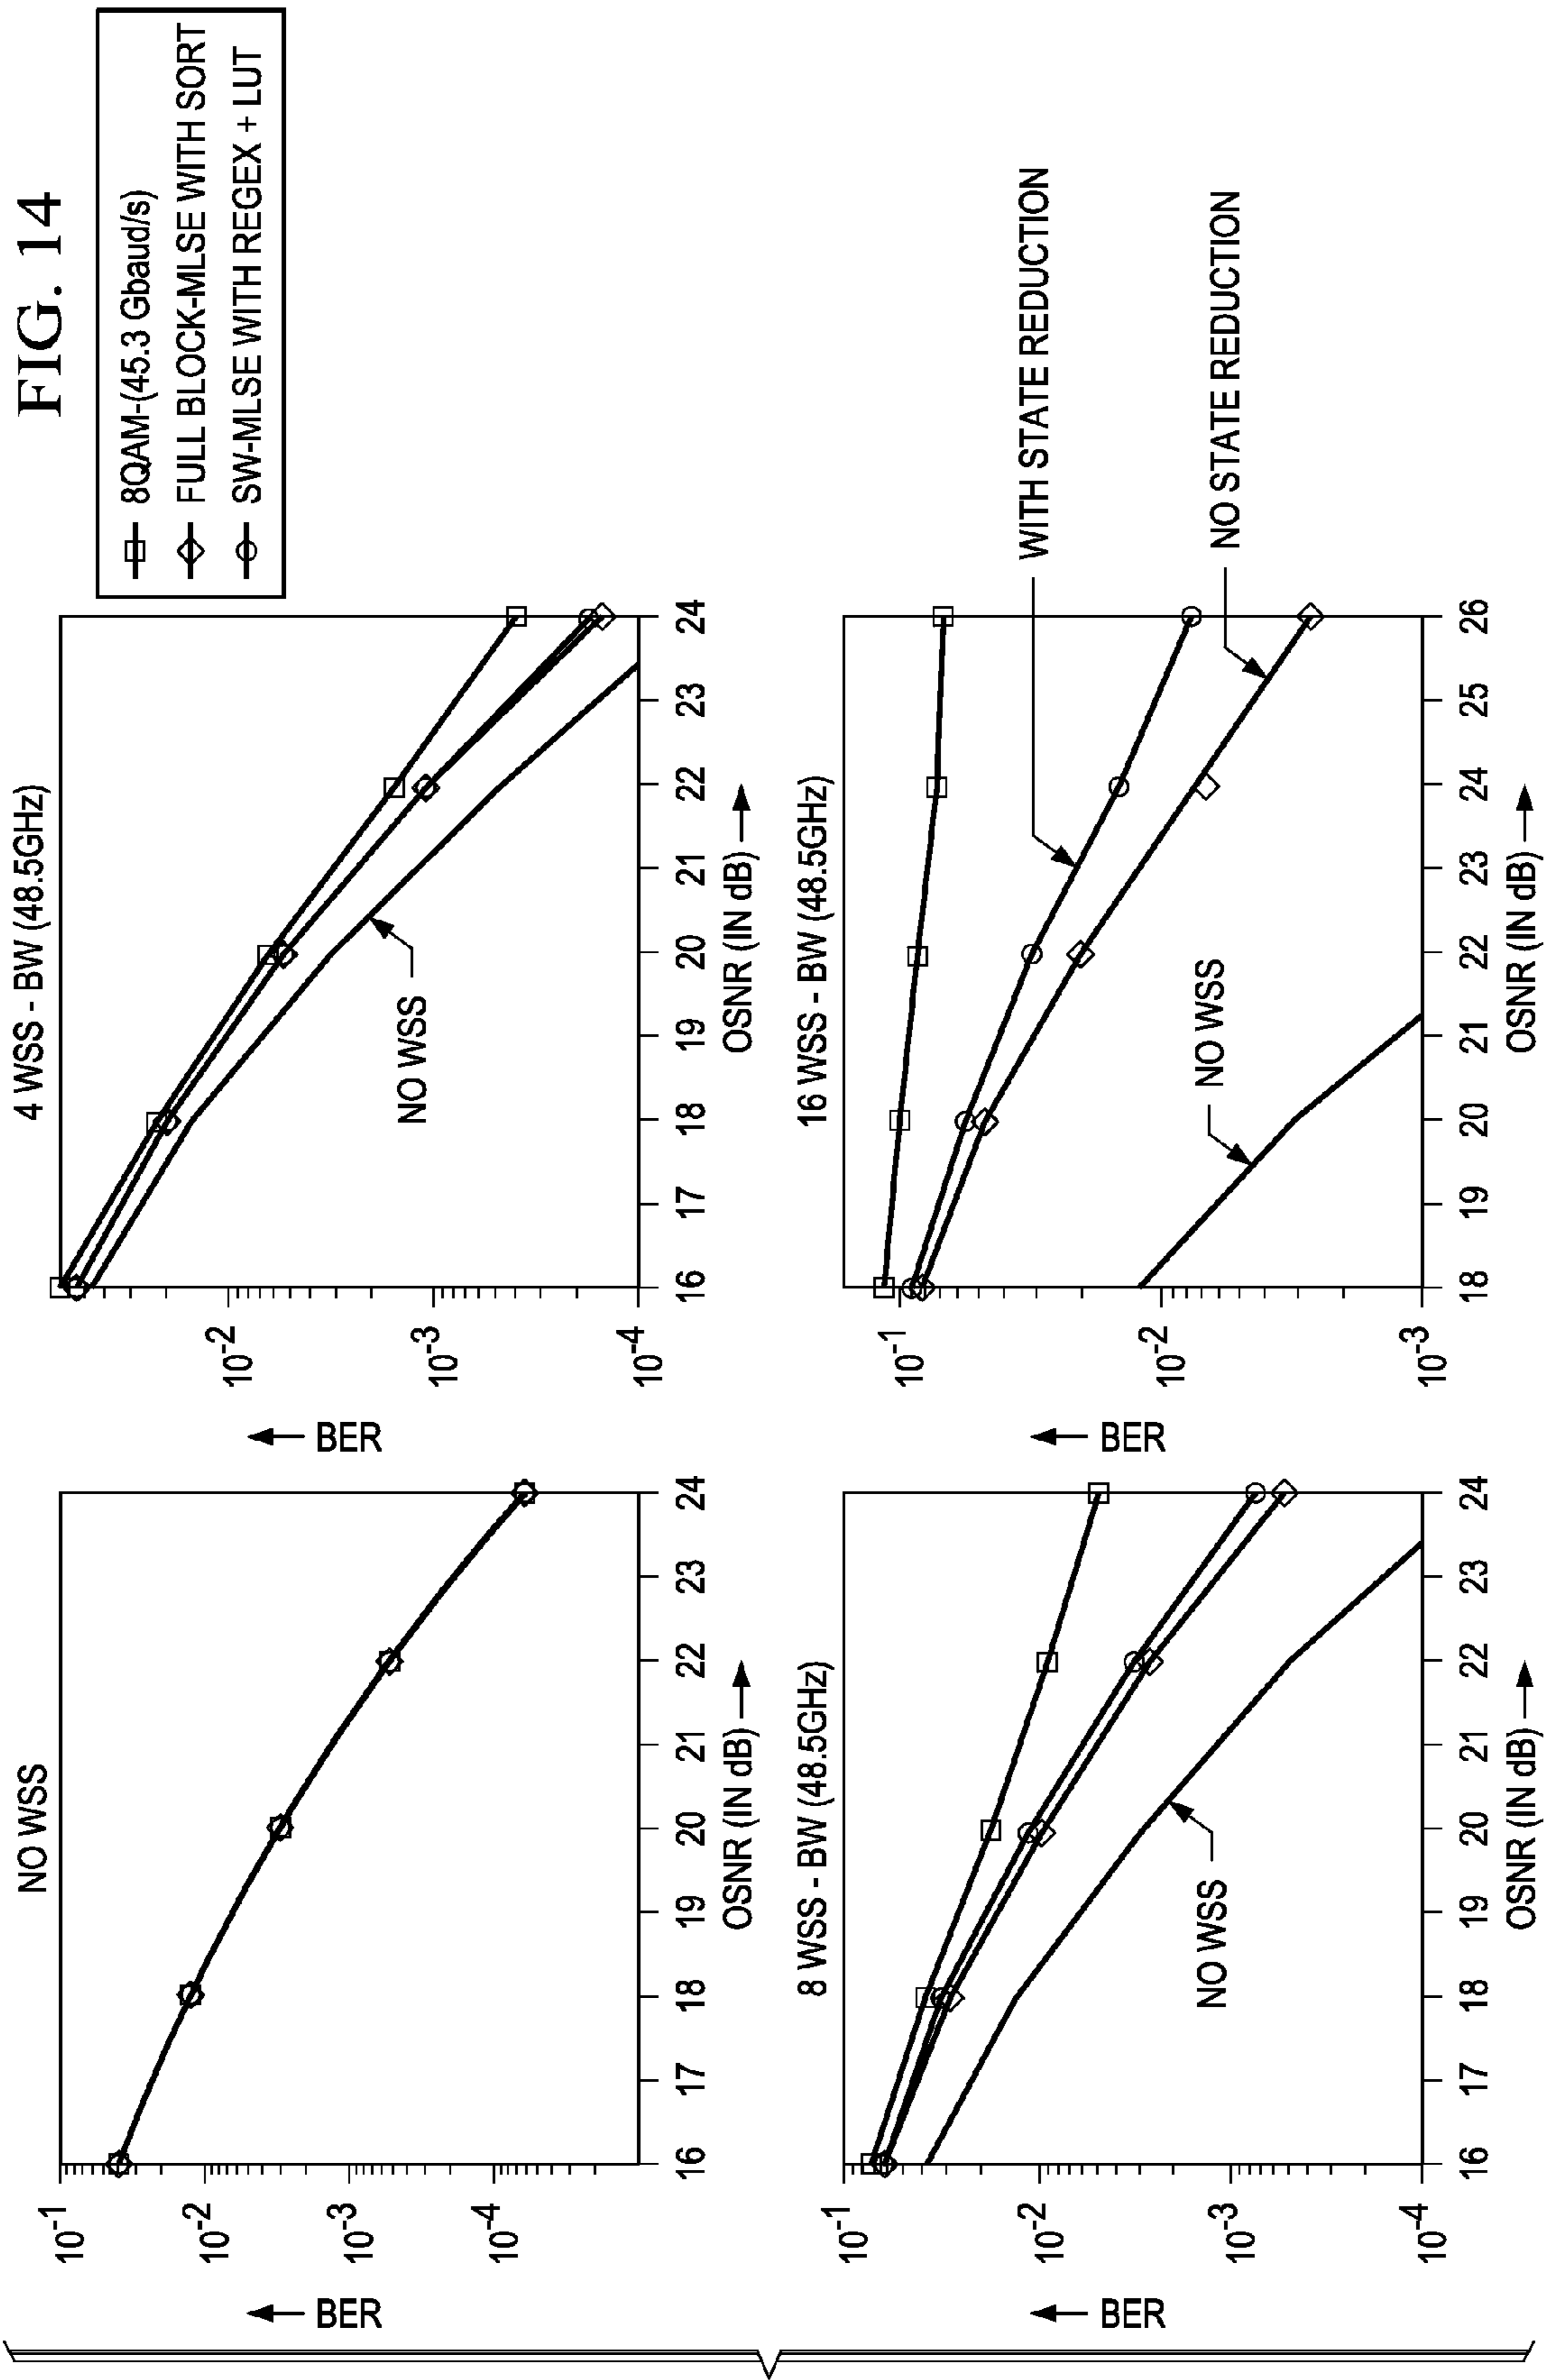 FIG. 14
8QAM-(45.3 Gbaud/s)
FULL BLOCK-MLSE WITH SORT
SW-MLSE WITH REGEX + LUT
NO WSS
10-1
10-2
10-3
10-4
BER
16 17 18 19 20 21 22 23 24
OSNR (IN dB)
4 WSS - BW (48.5GHz)
10-2
10-3
10-4
BER
NO WSS
16 17 18 19 20 21 22 23 24
OSNR (IN dB)
8 WSS - BW (48.5GHz)
10-1
10-2
10-3
10-4
BER
NO WSS
16 17 18 19 20 21 22 23 24
OSNR (IN dB)
16 WSS - BW (48.5GHz)
10-1
10-2
10-3
BER
WITH STATE REDUCTION
NO STATE REDUCTION
NO WSS
18 19 20 21 22 23 24 25 26
OSNR (IN dB)